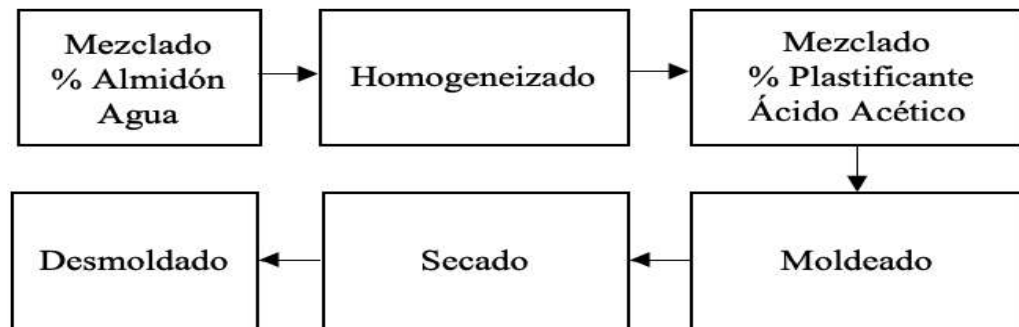 Mezclado
% Almidón
Agua
Homogeneizado
Mezclado
% Plastificante
Ácido Acético
Moldeado
Secado
Desmoldado